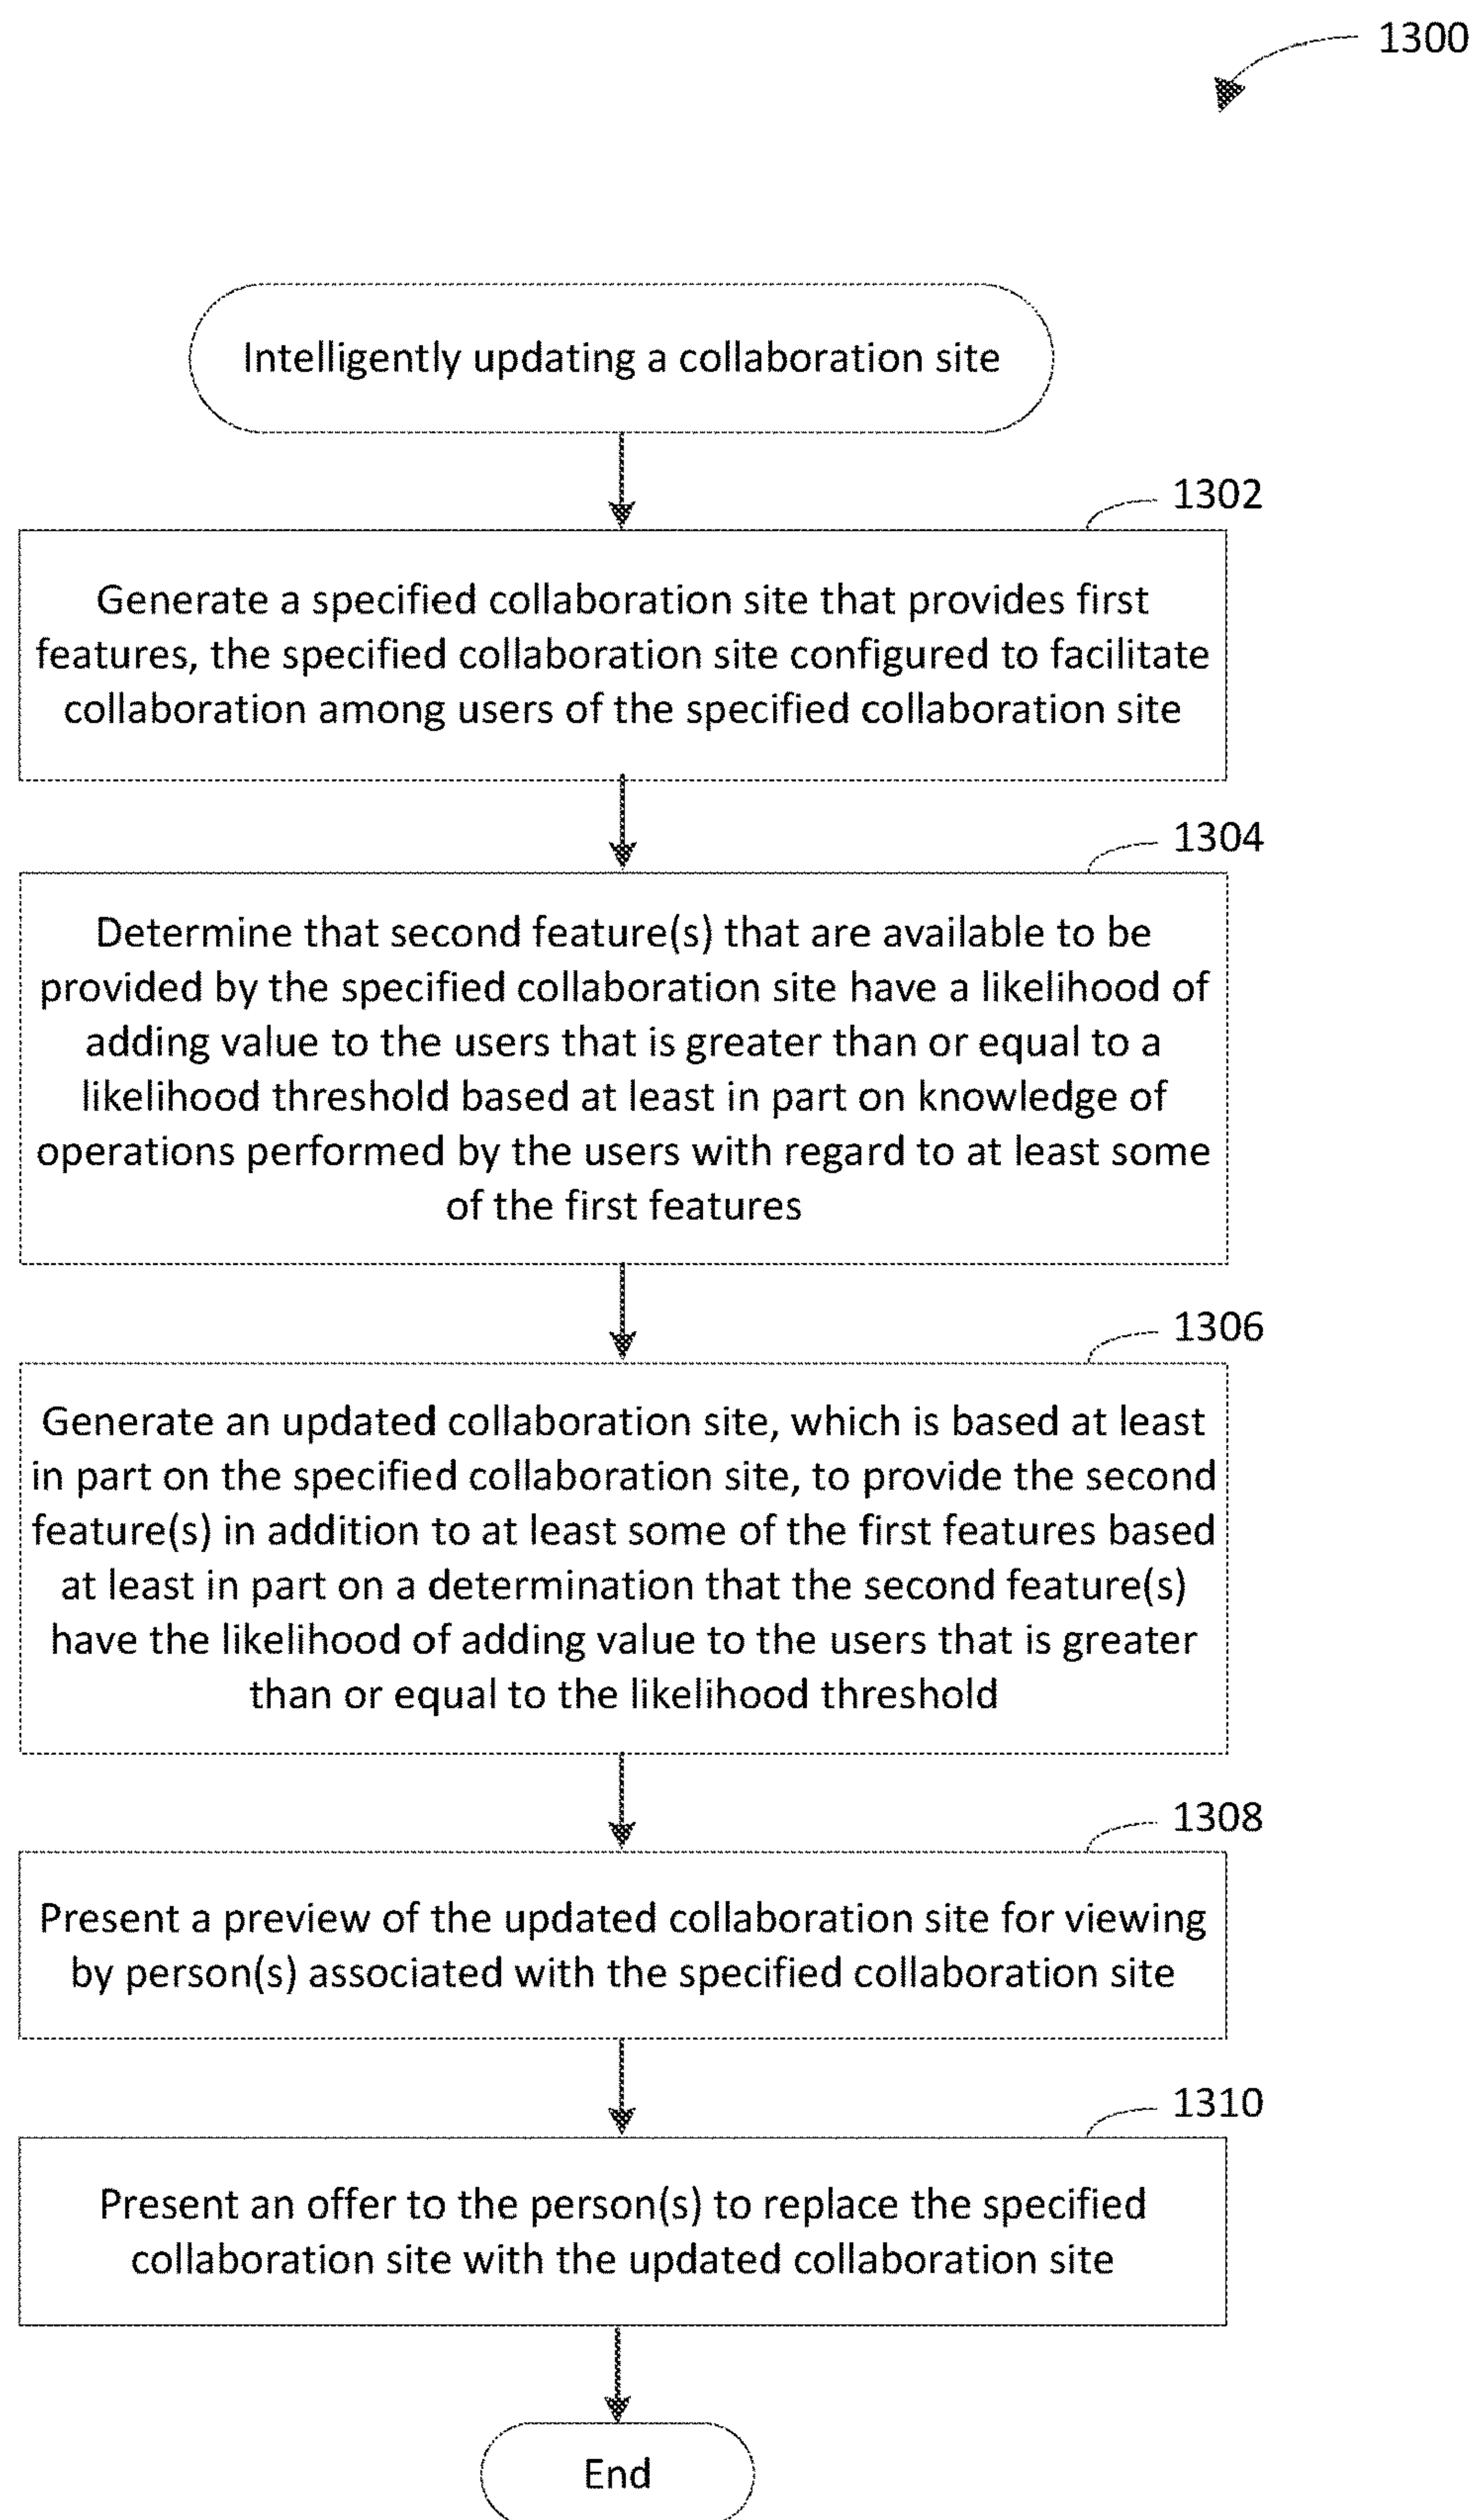 1300
Intelligently updating a collaboration site
1302
Generate a specified collaboration site that provides first
features, the specified collaboration site configured to facilitate
collaboration among users of the specified collaboration site
1304
Determine that second feature(s) that are available to be
provided by the specified collaboration site have a likelihood of
adding value to the users that is greater than or equal to a
likelihood threshold based at least in part on knowledge of
operations performed by the users with regard to at least some
of the first features
1306
Generate an updated collaboration site, which is based at least
in part on the specified collaboration site, to provide the second
feature(s) in addition to at least some of the first features based
at least in part on a determination that the second feature(s)
have the likelihood of adding value to the users that is greater
than or equal to the likelihood threshold
1308
Present a preview of the updated collaboration site for viewing
by person(s) associated with the specified collaboration site
1310
Present an offer to the person(s) to replace the specified
collaboration site with the updated collaboration site
End